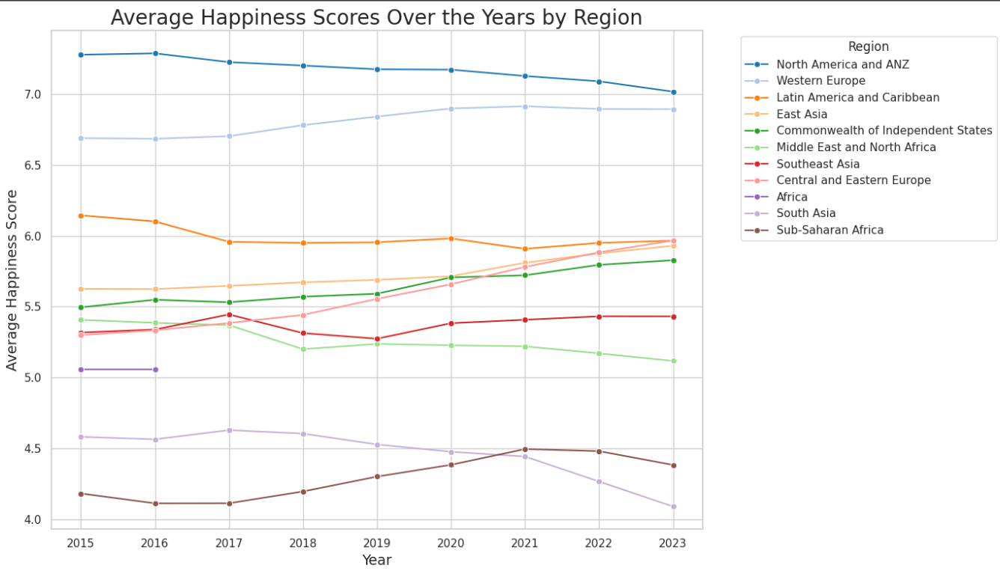 Average Happiness Scores Over the Years by Region
Average Happiness Score
7.0
6.5
6.0
5.5
5.0
4.5
4.0
2015 2016 2017 2018 2019 2020 2021 2022 2023
Year
Region
North America and ANZ
Western Europe
Latin America and Caribbean
East Asia
Commonwealth of Independent States
Middle East and North Africa
Southeast Asia
Central and Eastern Europe
Africa
South Asia
Sub-Saharan Africa